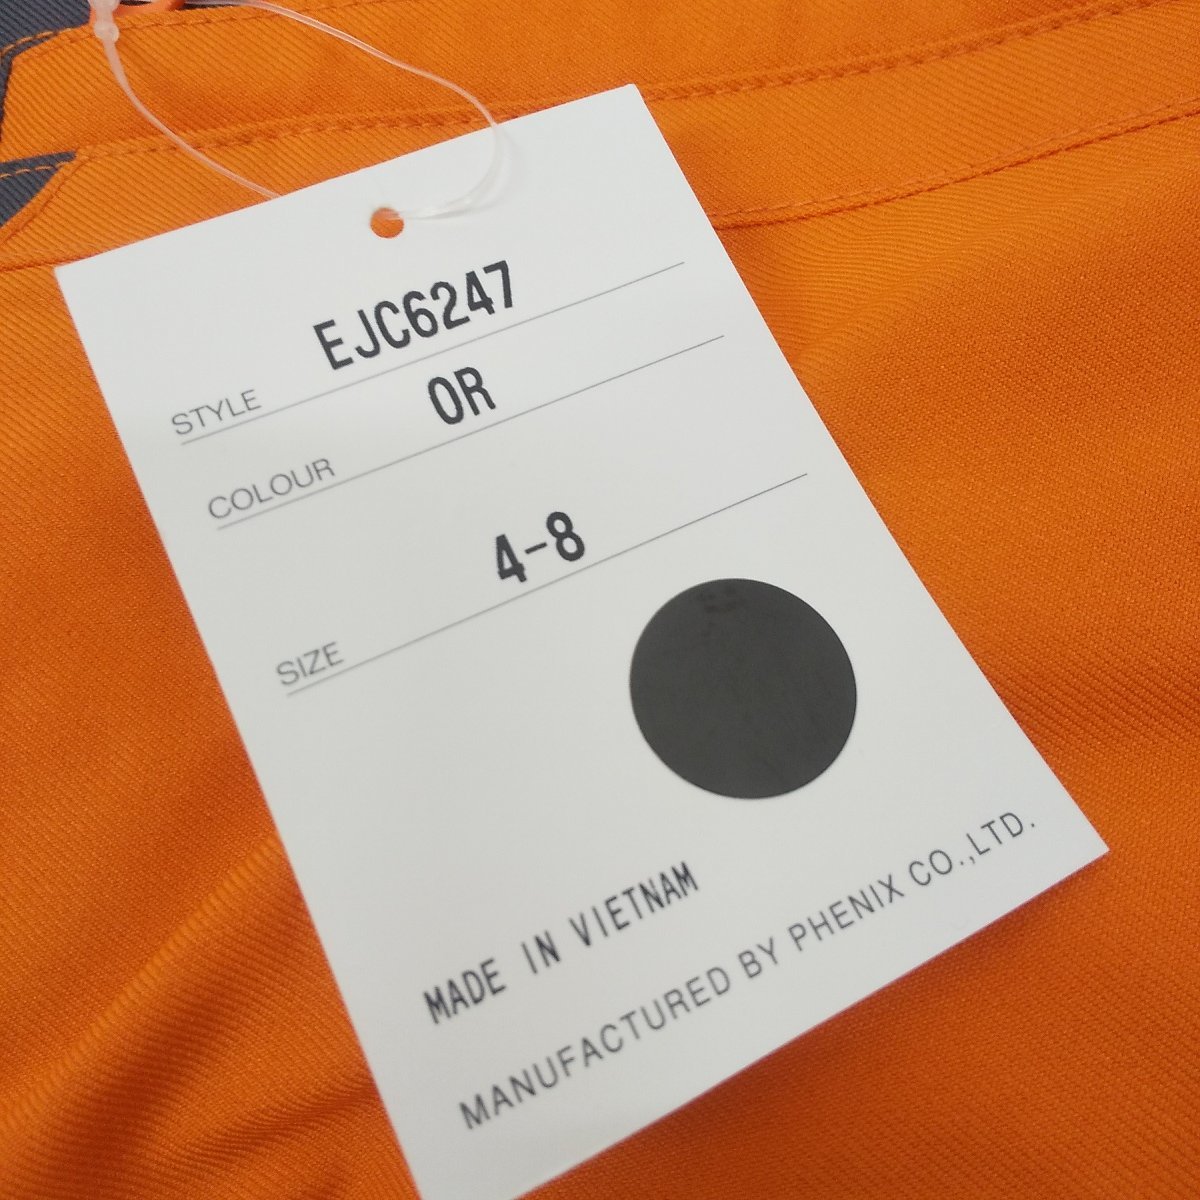 STYLE EJC6247
COLOUR OR
SIZE 4-8
MADE IN VIETNAM
MANUFACTURED BY PHENIX CO.,LTD.